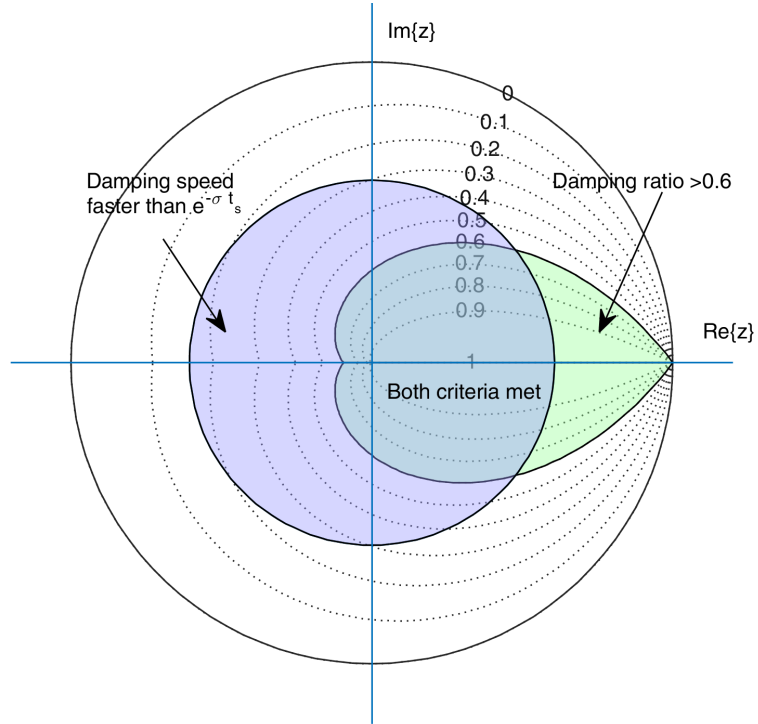 Im{z}
0
0.1
0.2
0.3
Damping speed
faster than e^-σ t_s
Damping ratio >0.6
0.4
0.5
0.6
0.7
0.8
0.9
Re{z}
1
Both criteria met